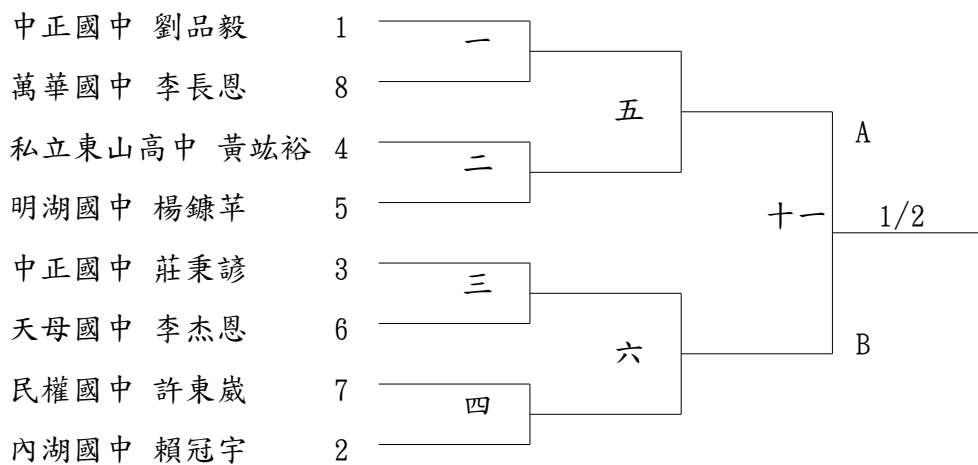 中正國中 劉品毅 1
一
萬華國中 李長恩 8
五
A
私立東山高中 黃竑裕 4
二
明湖國中 楊鏮苹 5
十一 1/2
中正國中 莊秉諺 3
三
天母國中 李杰恩 6
六
B
民權國中 許東崴 7
四
內湖國中 賴冠宇 2